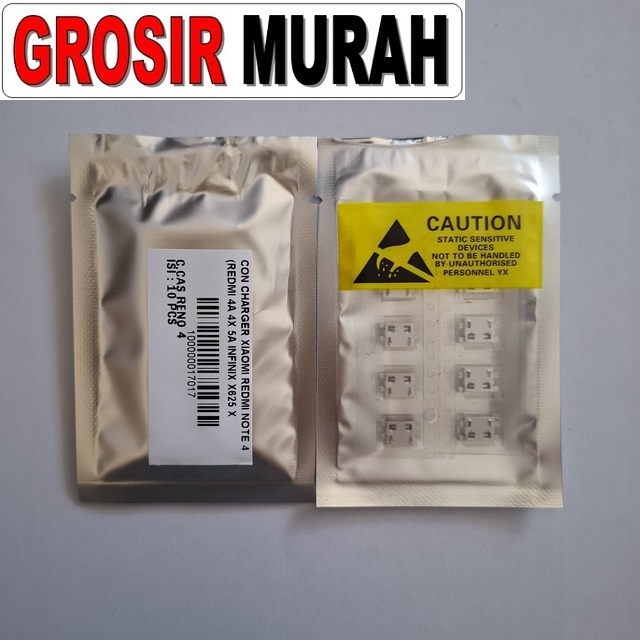 GROSIR MURAH
CON CHARGER XIAOMI REDMI NOTE 4
(REDMI 4A 4X 5A INFINIX X625 X
100000017017
C.CAS RENO 4
ISI : 10 PCS
CAUTION
STATIC SENSITIVE
DEVICES
NOT TO BE HANDLED
BY UNAUTHORISED
PERSONNEL YX